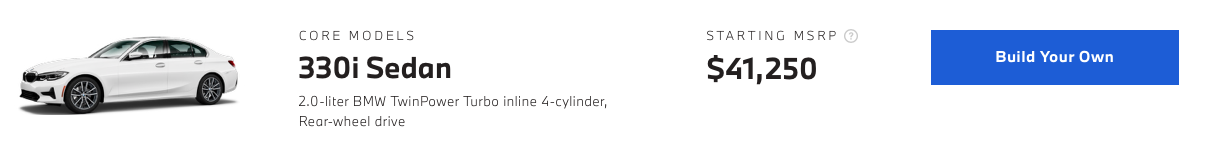 CORE MODELS
330i Sedan
2.0-liter BMW TwinPower Turbo inline 4-cylinder,
Rear-wheel drive
STARTING MSRP ?
$41,250
Build Your Own